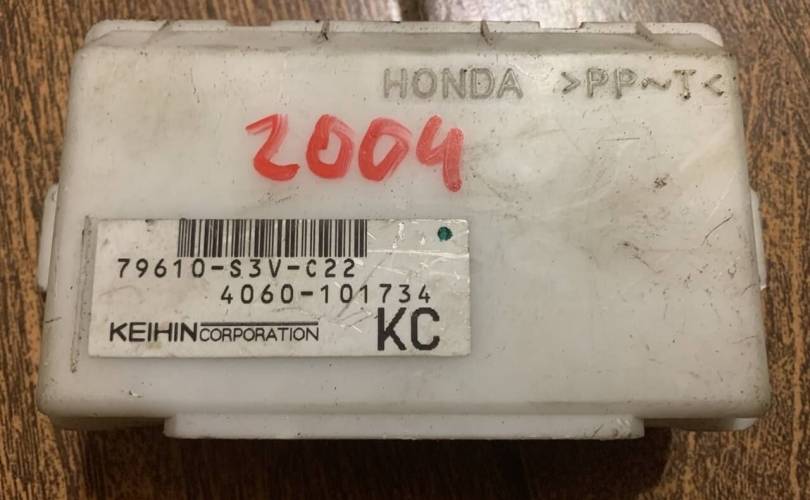 HONDA >PP~T<
2004
79610-S3V-C22
4060-101734
KEIHIN CORPORATION KC